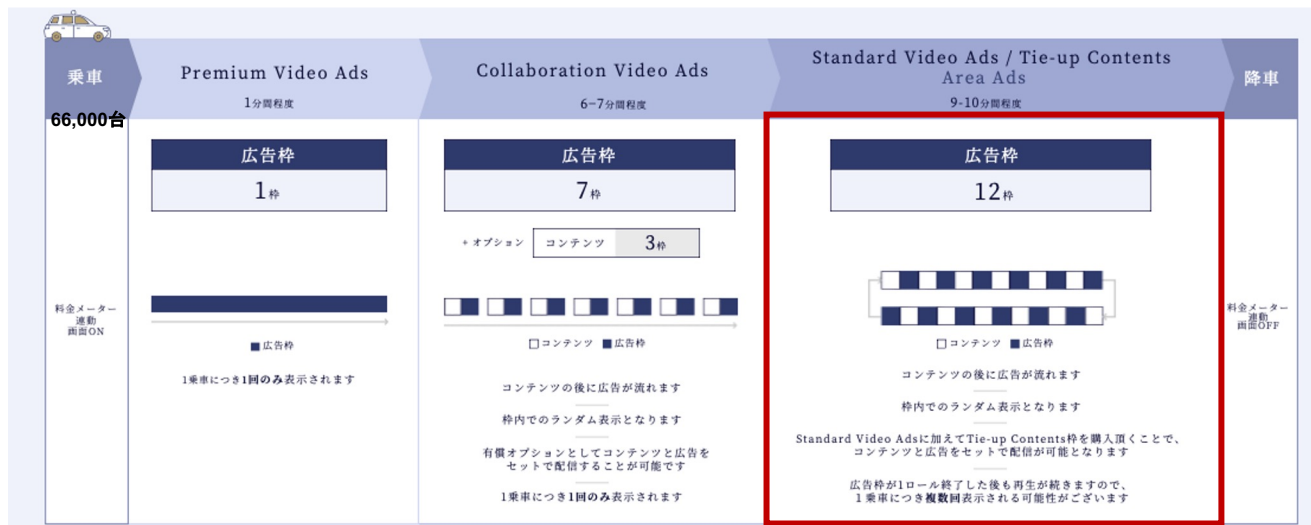 乗車
66,000台
料金メーター
連動
画面ON
Premium Video Ads
1分間程度
広告枠
1枠
■広告枠
1乗車につき1回のみ表示されます
Collaboration Video Ads
6−7分間程度
広告枠
7枠
+ オプション コンテンツ 3枠
□コンテンツ ■広告枠
コンテンツの後に広告が流れます
枠内でのランダム表示となります
有償オプションとしてコンテンツと広告を
セットで配信することが可能です
1乗車につき1回のみ表示されます
Standard Video Ads / Tie-up Contents
Area Ads
9-10分間程度
広告枠
12枠
□コンテンツ ■広告枠
コンテンツの後に広告が流れます
枠内でのランダム表示となります
Standard Video Adsに加えてTie-up Contents枠を購入頂くことで、
コンテンツと広告をセットで配信が可能となります
広告枠が1ロール終了した後も再生が続きますので、
1乗車につき複数回表示される可能性がございます
降車
料金メーター
連動
画面OFF